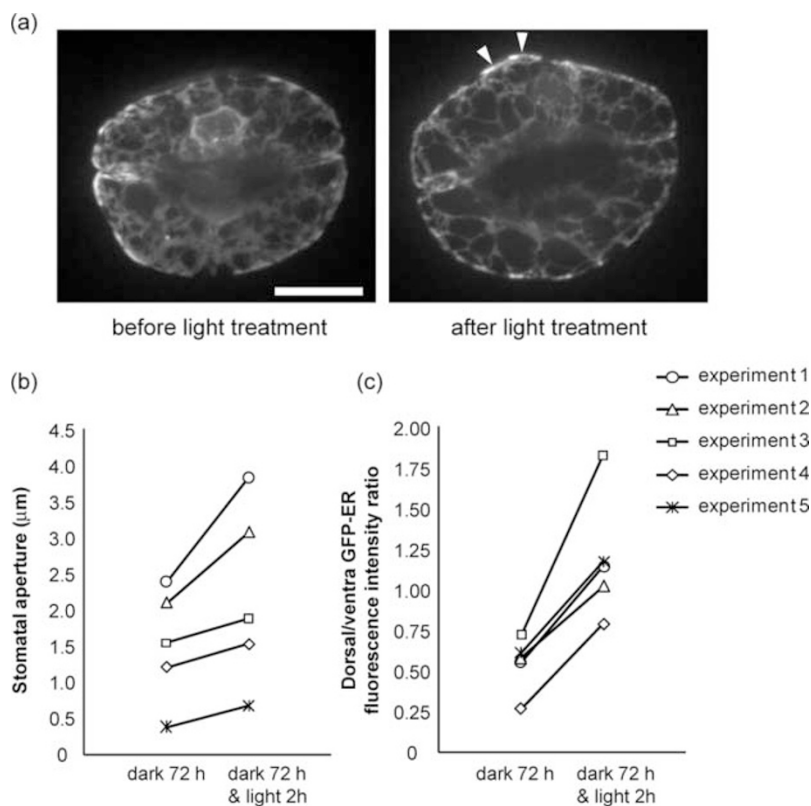 (a)
before light treatment
after light treatment
(b)
Stomatal aperture (μm)
4.5
4.0
3.5
3.0
2.5
2.0
1.5
1.0
0.5
0
dark 72 h
dark 72 h
& light 2h
(c)
Dorsal/ventra GFP-ER
fluorescence intensity ratio
2.00
1.75
1.50
1.25
1.00
0.75
0.50
0.25
0
dark 72 h
dark 72 h
& light 2h
experiment 1
experiment 2
experiment 3
experiment 4
experiment 5